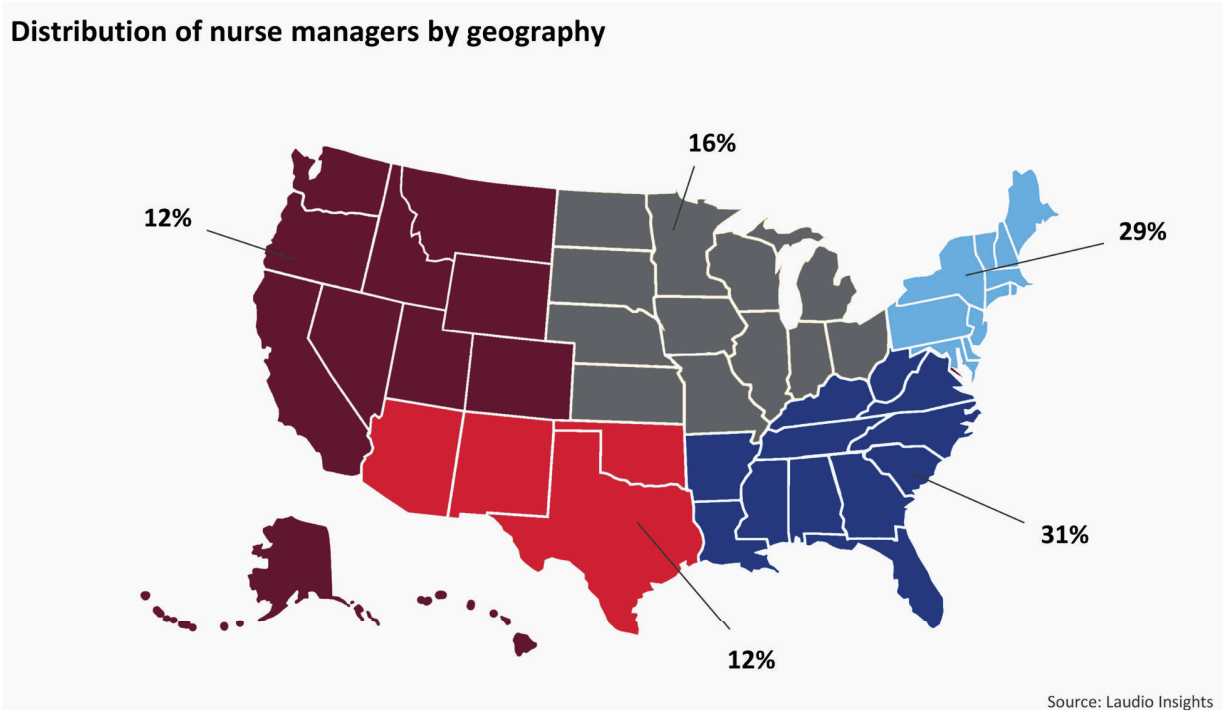 Distribution of nurse managers by geography
16%
12%
29%
31%
12%
Source: Laudio Insights